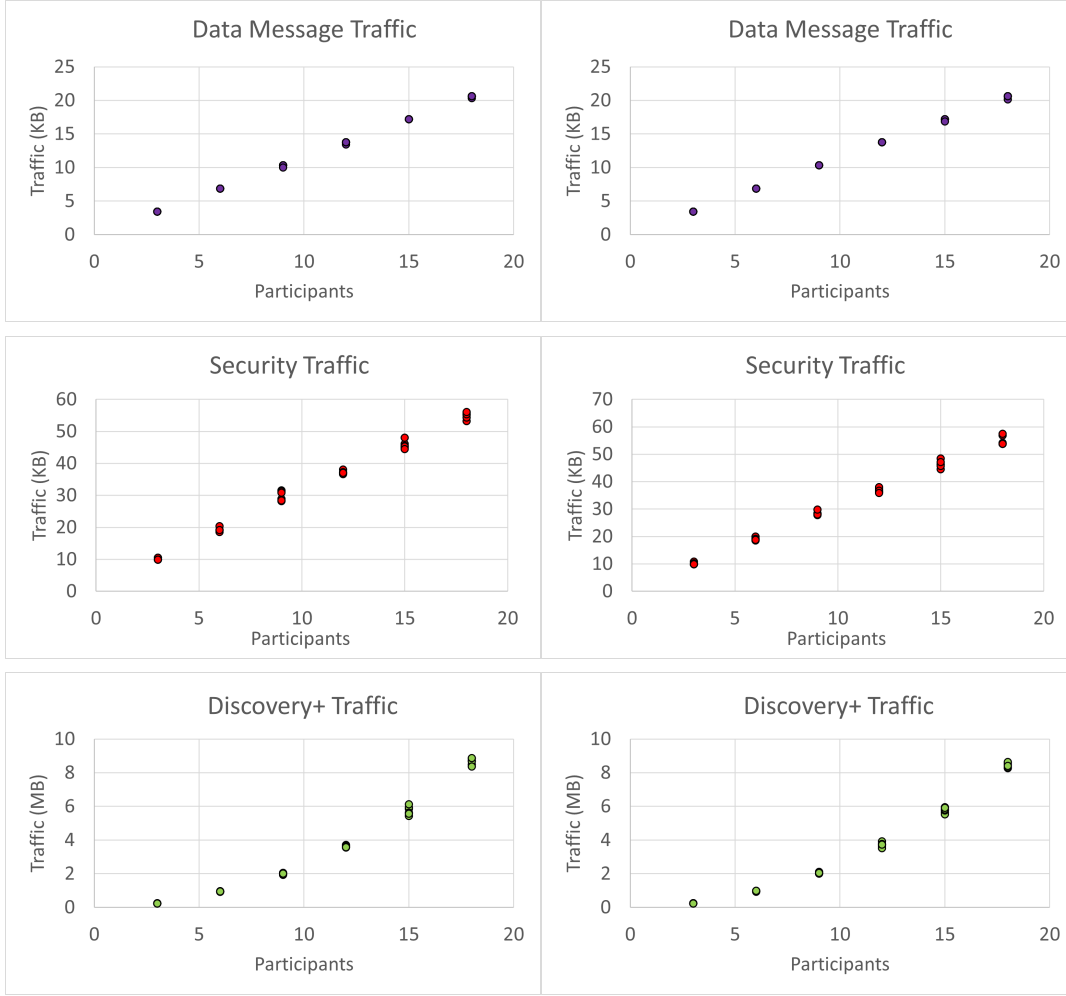 Data Message Traffic
25
20
15
10
5
0
Traffic (KB)
0 5 10 15 20
Participants
Data Message Traffic
25
20
15
10
5
0
Traffic (KB)
0 5 10 15 20
Participants
Security Traffic
60
50
40
30
20
10
0
Traffic (KB)
0 5 10 15 20
Participants
Security Traffic
70
60
50
40
30
20
10
0
Traffic (KB)
0 5 10 15 20
Participants
Discovery+ Traffic
10
8
6
4
2
0
Traffic (MB)
0 5 10 15 20
Participants
Discovery+ Traffic
10
8
6
4
2
0
Traffic (MB)
0 5 10 15 20
Participants